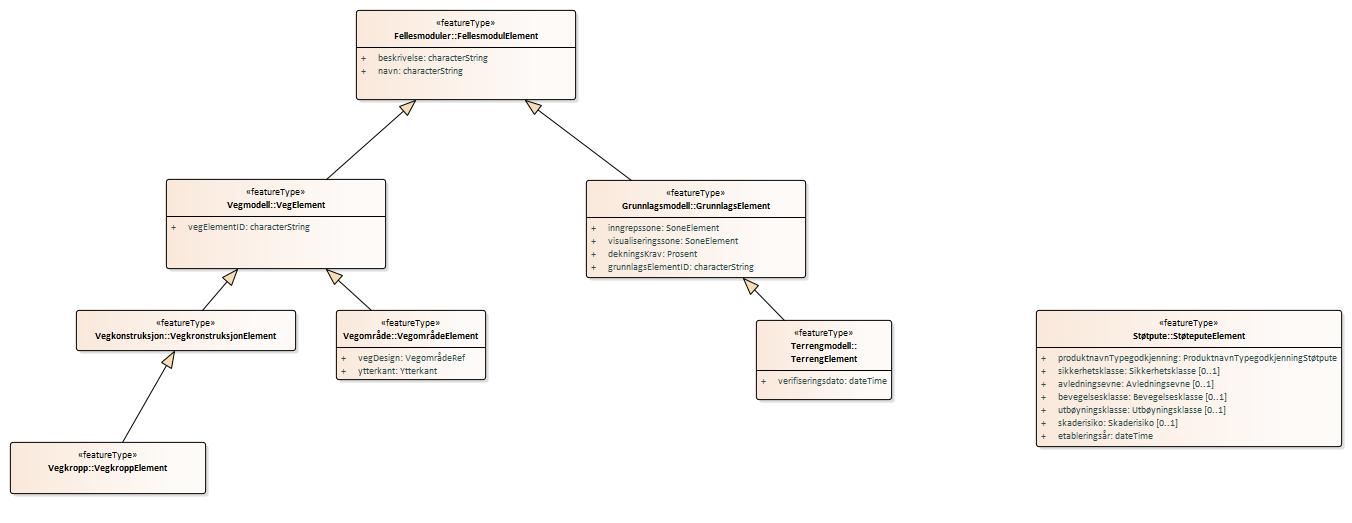 «featureType»
Fellesmoduler::FellesmodulElement
+ beskrivelse: characterString
+ navn: characterString
«featureType»
Vegmodell::VegElement
+ vegElementID: characterString
«featureType»
Grunnlagsmodell::GrunnlagsElement
+ inngrepssone: SoneElement
+ visualiseringssone: SoneElement
+ dekningsKrav: Prosent
+ grunnlagsElementID: characterString
«featureType»
Vegkonstruksjon::VegkronstruksjonElement
«featureType»
Vegområde::VegområdeElement
+ vegDesign: VegområdeRef
+ ytterkant: Ytterkant
«featureType»
Terrengmodell::
TerrengElement
+ verifiseringsdato: dateTime
«featureType»
Støtpute::StøteputeElement
+ produktnavnTypegodkjenning: ProduktnavnTypegodkjenningStøtpute
+ sikkerhetsklasse: Sikkerhetsklasse [0..1]
+ avledningsevne: Avledningsevne [0..1]
+ bevegelsesklasse: Bevegelsesklasse [0..1]
+ utbøyningsklasse: Utbøyningsklasse [0..1]
+ skaderisiko: Skaderisiko [0..1]
+ etableringsår: dateTime
«featureType»
Vegkropp::VegkroppElement